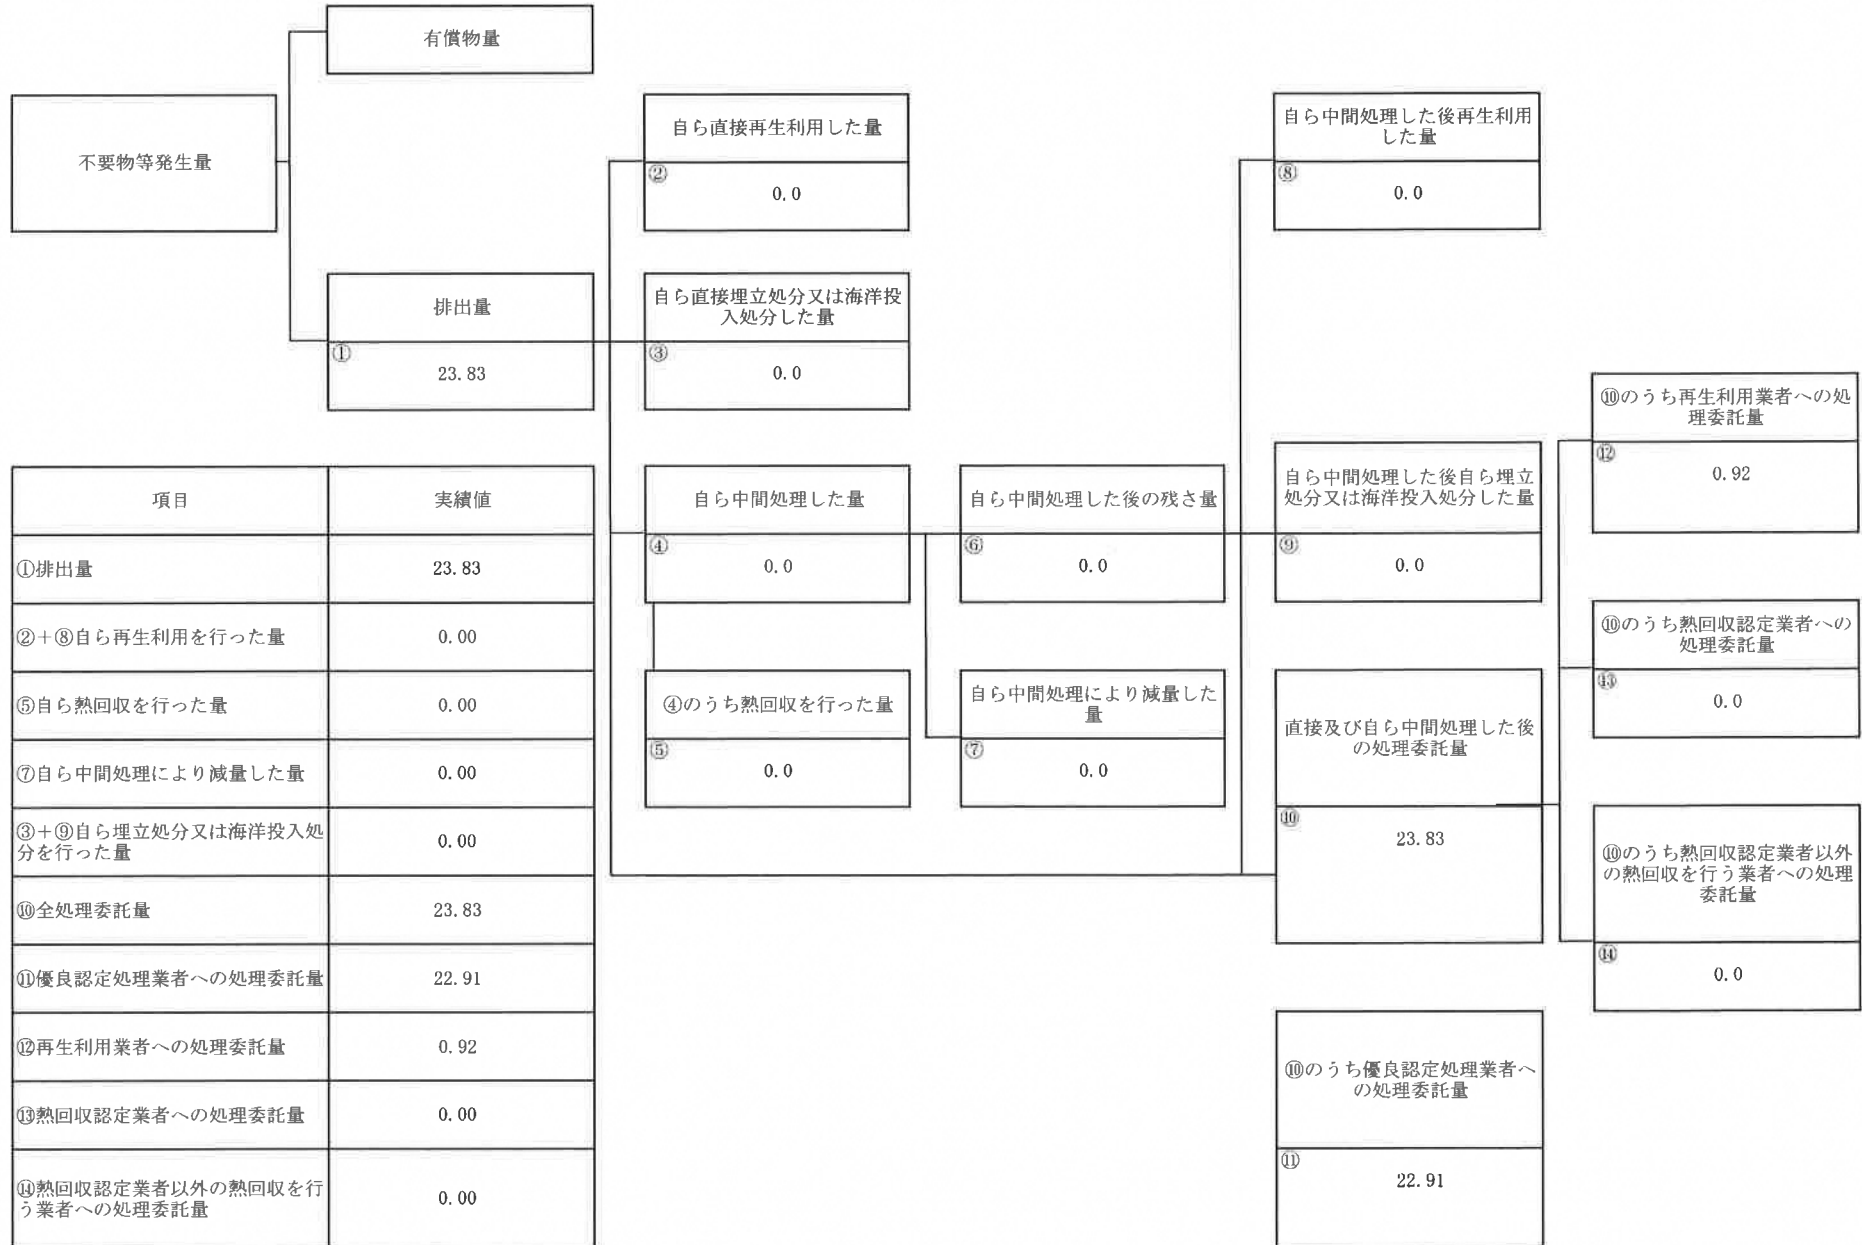 有償物量
不要物等発生量
排出量
①
23.83
自ら直接再生利用した量
②
0.0
自ら直接埋立処分又は海洋投
入処分した量
③
0.0
自ら中間処理した量
④
0.0
④のうち熱回収を行った量
⑤
0.0
自ら中間処理した後の残さ量
⑥
0.0
自ら中間処理により減量した
量
⑦
0.0
自ら中間処理した後再生利用
した量
⑧
0.0
自ら中間処理した後自ら埋立
処分又は海洋投入処分した量
⑨
0.0
直接及び自ら中間処理した後
の処理委託量
⑩
23.83
⑩のうち優良認定処理業者へ
の処理委託量
⑪
22.91
⑩のうち再生利用業者への処
理委託量
⑫
0.92
⑩のうち熱回収認定業者への
処理委託量
⑬
0.0
⑩のうち熱回収認定業者以外
の熱回収を行う業者への処理
委託量
⑭
0.0
項目 実績値
①排出量 23.83
②＋⑧自ら再生利用を行った量 0.00
⑤自ら熱回収を行った量 0.00
⑦自ら中間処理により減量した量 0.00
③＋⑨自ら埋立処分又は海洋投入処
分を行った量 0.00
⑩全処理委託量 23.83
⑪優良認定処理業者への処理委託量 22.91
⑫再生利用業者への処理委託量 0.92
⑬熱回収認定業者への処理委託量 0.00
⑭熱回収認定業者以外の熱回収を行
う業者への処理委託量 0.00